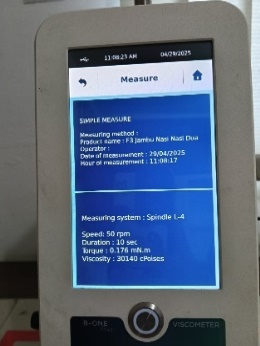 11:08:23 AM 04/29/2025
Measure
SIMPLE MEASURE
Measuring method :
Product name : F3 Jambu Nasi Nasi Dua
Operator :
Date of measurement : 29/04/2025
Hour of measurement : 11:08:17
Measuring system : Spindle L-4
Speed: 50 rpm
Duration : 10 sec
Torque : 0.176 mN.m
Viscosity : 30140 cPoises
B-ONE
VISCOMETER